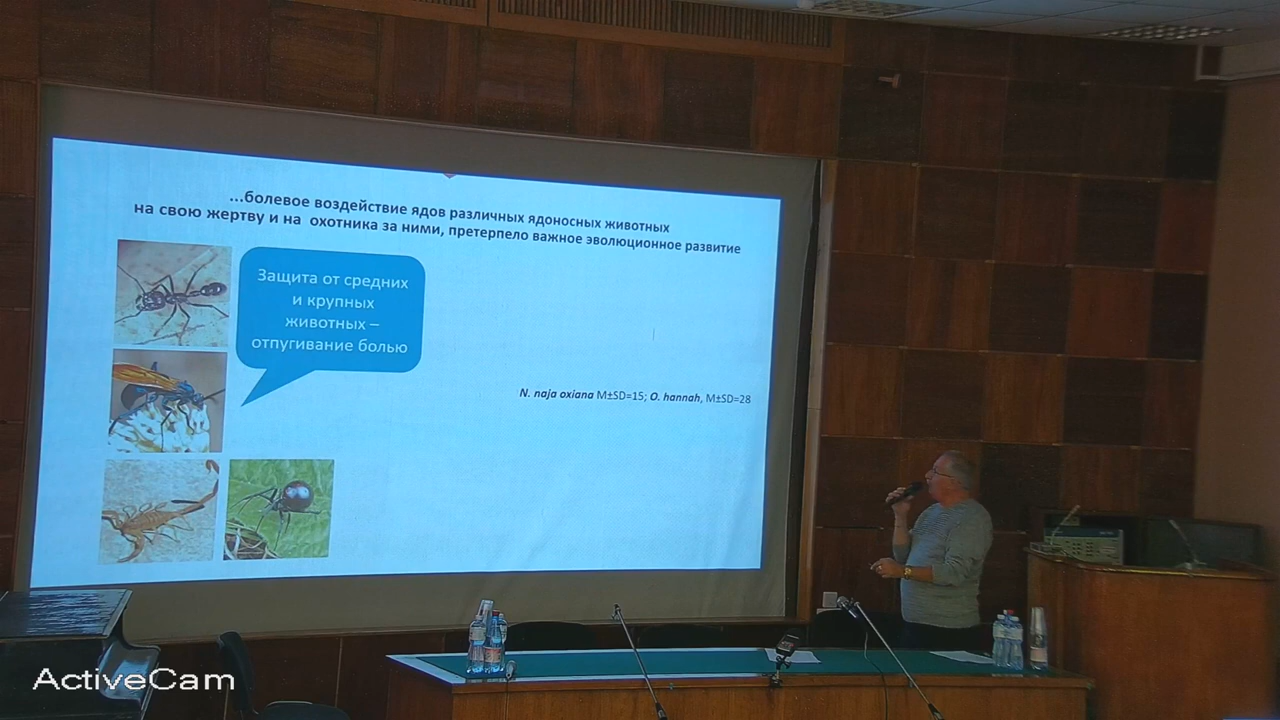 ...болевое воздействие ядов различных ядоносных животных
на свою жертву и на охотника за ними, претерпело важное эволюционное развитие
Защита от средних
и крупных
животных –
отпугивание болью
N. naja oxiana M±SD=15; O. hannah, M±SD=28
ActiveCam